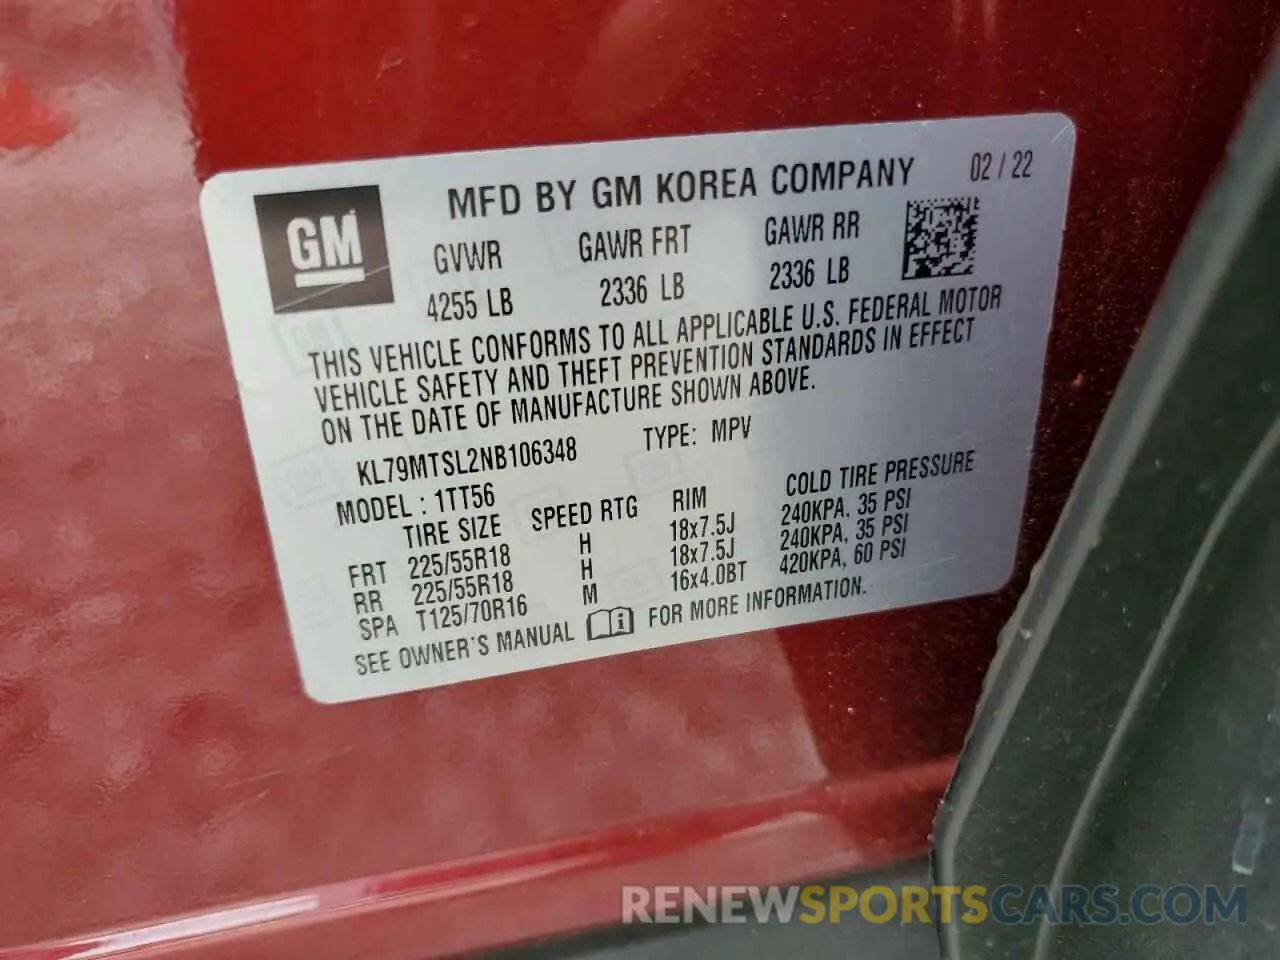 GM
MFD BY GM KOREA COMPANY 02 / 22
GVWR GAWR FRT GAWR RR
4255 LB 2336 LB 2336 LB
THIS VEHICLE CONFORMS TO ALL APPLICABLE U.S. FEDERAL MOTOR
VEHICLE SAFETY AND THEFT PREVENTION STANDARDS IN EFFECT
ON THE DATE OF MANUFACTURE SHOWN ABOVE.
KL79MTSL2NB106348 TYPE: MPV
MODEL : 1TT56
TIRE SIZE SPEED RTG RIM COLD TIRE PRESSURE
FRT 225/55R18 H 18x7.5J 240KPA. 35 PSI
RR 225/55R18 H 18x7.5J 240KPA, 35 PSI
SPA T125/70R16 M 16x4.0BT 420KPA, 60 PSI
SEE OWNER'S MANUAL i FOR MORE INFORMATION.
RENEWSPORTSCARS.COM